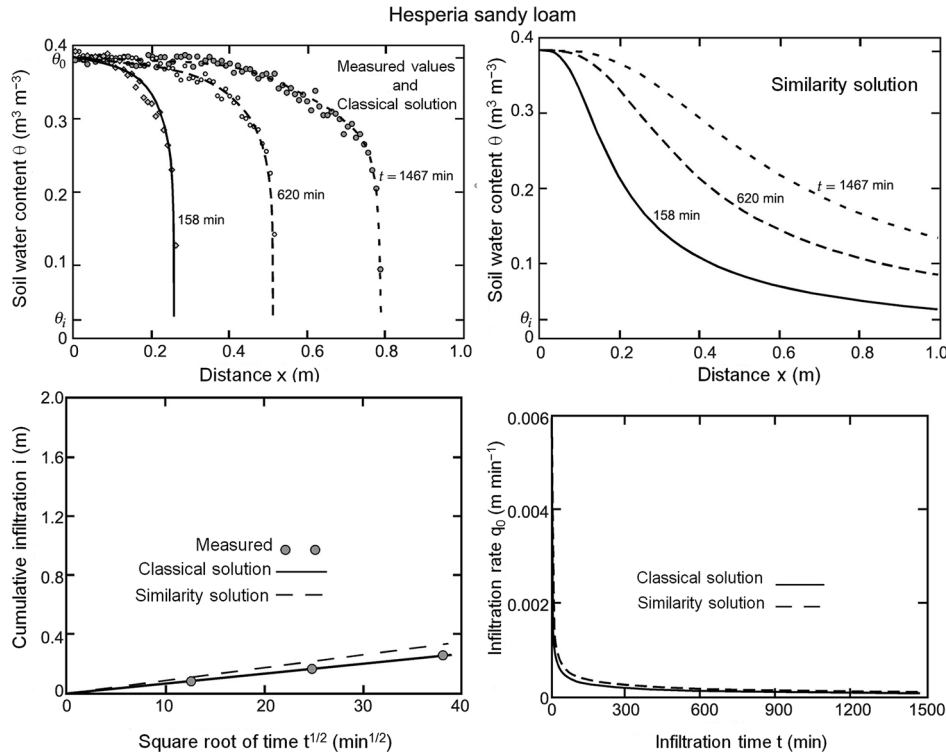 Hesperia sandy loam
0.4
θ0
0.3
0.2
0.1
θi
0
Soil water content θ (m³ m⁻³)
Measured values
and
Classical solution
t = 1467 min
620 min
158 min
0 0.2 0.4 0.6 0.8 1.0
Distance x (m)
0.4
0.3
0.2
0.1
θi
0
Soil water content θ (m³ m⁻³)
Similarity solution
t = 1467 min
620 min
158 min
0 0.2 0.4 0.6 0.8 1.0
Distance x (m)
2.0
1.6
1.2
0.8
0.4
0
Cumulative infiltration i (m)
Measured
Classical solution
Similarity solution
0 10 20 30 40
Square root of time t¹/² (min¹/²)
0.006
0.004
0.002
0
Infiltration rate q₀ (m min⁻¹)
Classical solution
Similarity solution
0 300 600 900 1200 1500
Infiltration time t (min)